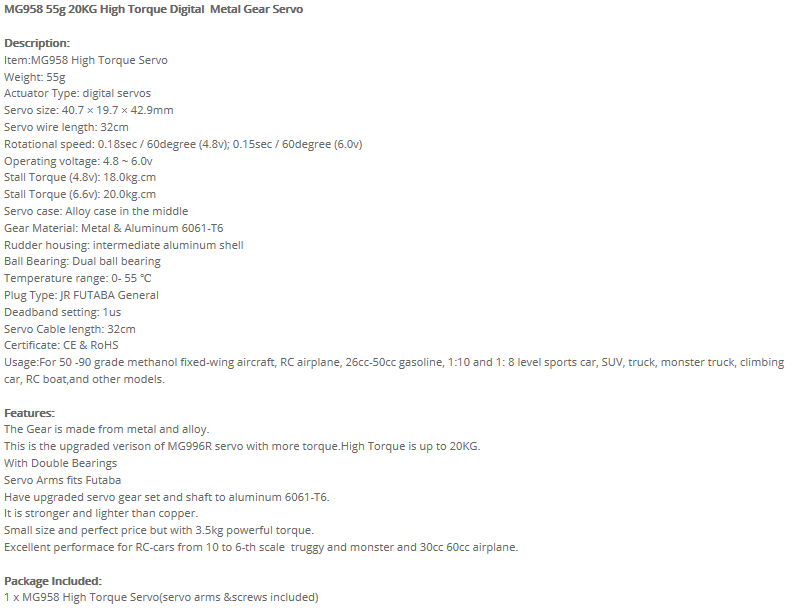 MG958 55g 20KG High Torque Digital  Metal Gear Servo
Description:
Item:MG958 High Torque Servo
Weight: 55g
Actuator Type: digital servos
Servo size: 40.7 × 19.7 × 42.9mm
Servo wire length: 32cm
Rotational speed: 0.18sec / 60degree (4.8v); 0.15sec / 60degree (6.0v)
Operating voltage: 4.8 ~ 6.0v
Stall Torque (4.8v): 18.0kg.cm
Stall Torque (6.6v): 20.0kg.cm
Servo case: Alloy case in the middle
Gear Material: Metal & Aluminum 6061-T6
Rudder housing: intermediate aluminum shell
Ball Bearing: Dual ball bearing
Temperature range: 0- 55 ℃
Plug Type: JR FUTABA General
Deadband setting: 1us
Servo Cable length: 32cm
Certificate: CE & RoHS
Usage:For 50 -90 grade methanol fixed-wing aircraft, RC airplane, 26cc-50cc gasoline, 1:10 and 1: 8 level sports car, SUV, truck, monster truck, climbing
car, RC boat,and other models.
Features:
The Gear is made from metal and alloy.
This is the upgraded verison of MG996R servo with more torque.High Torque is up to 20KG.
With Double Bearings
Servo Arms fits Futaba
Have upgraded servo gear set and shaft to aluminum 6061-T6.
It is stronger and lighter than copper.
Small size and perfect price but with 3.5kg powerful torque.
Excellent performace for RC-cars from 10 to 6-th scale  truggy and monster and 30cc 60cc airplane.
Package Included:
1 x MG958 High Torque Servo(servo arms &screws included)